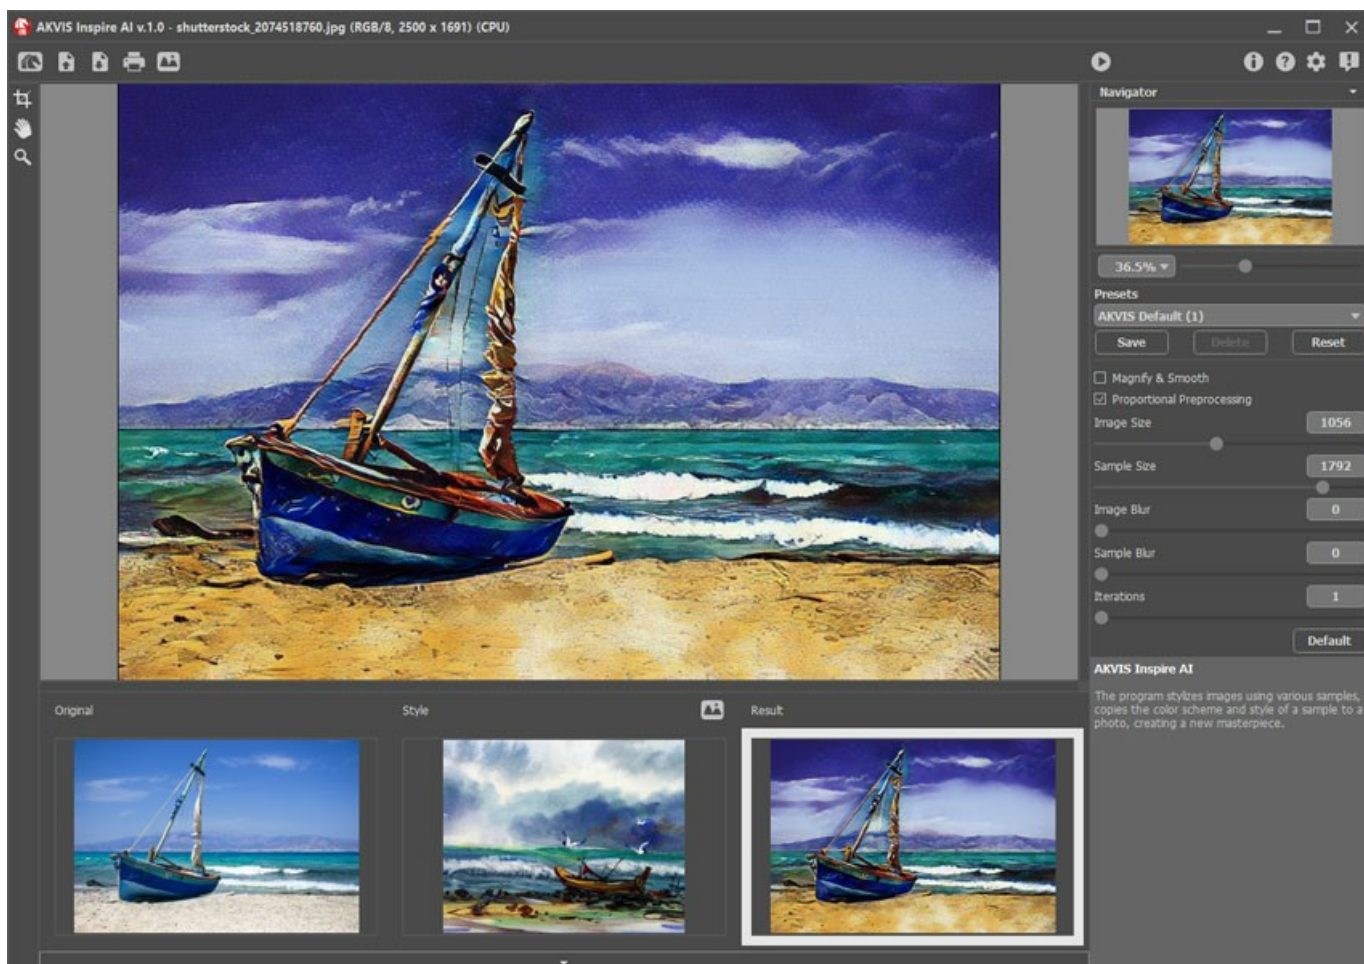 AKVIS Inspire AI v.1.0 - shutterstock_2074518760.jpg (RGB/8, 2500 x 1691) (CPU)
Navigator
36.5%
Presets
AKVIS Default (1)
Save Delete Reset
Magnify & Smooth
Proportional Preprocessing
Image Size 1056
Sample Size 1792
Image Blur 0
Sample Blur 0
Iterations 1
Default
AKVIS Inspire AI
The program stylizes images using various samples,
copies the color scheme and style of a sample to a
photo, creating a new masterpiece.
Original Style Result